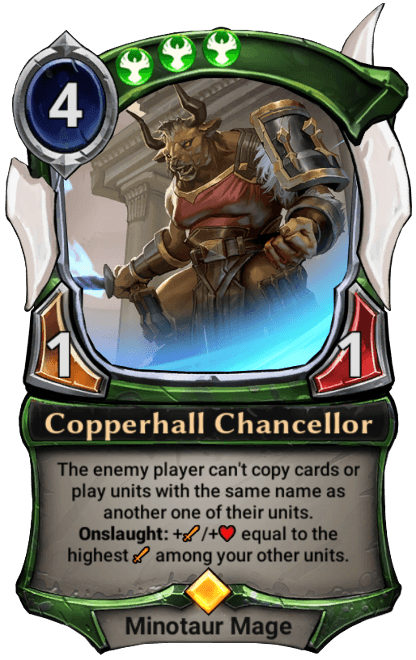 4
1
1
Copperhall Chancellor
The enemy player can't copy cards or
play units with the same name as
another one of their units.
Onslaught: +/+ equal to the
highest among your other units.
Minotaur Mage